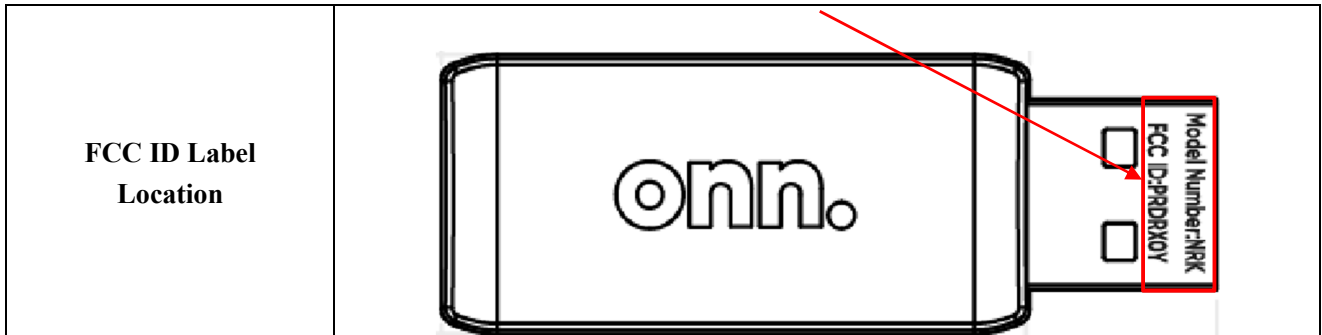 FCC ID Label
Location
onn.
Model Number:NRK
FCC ID:PRDRX0Y